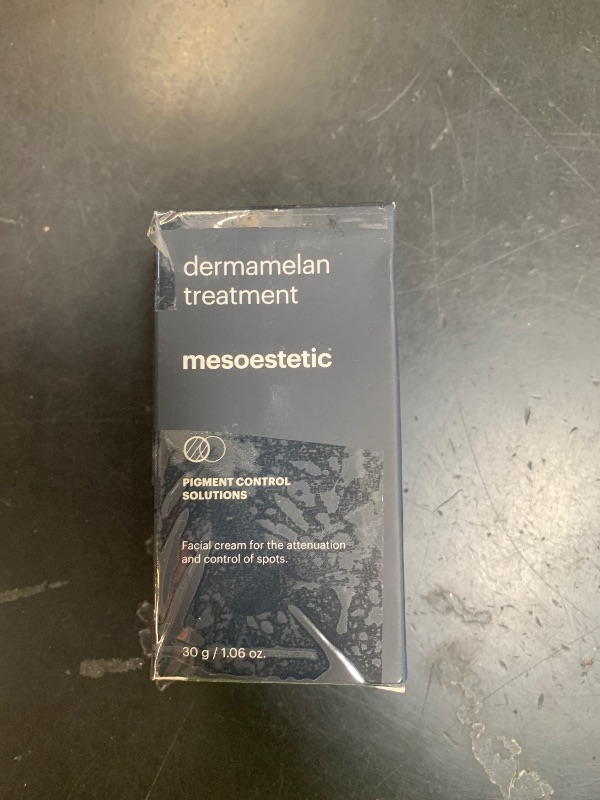 dermamelan
treatment
mesoestetic
PIGMENT CONTROL
SOLUTIONS
Facial cream for the attenuation
and control of spots.
30 g / 1.06 oz.